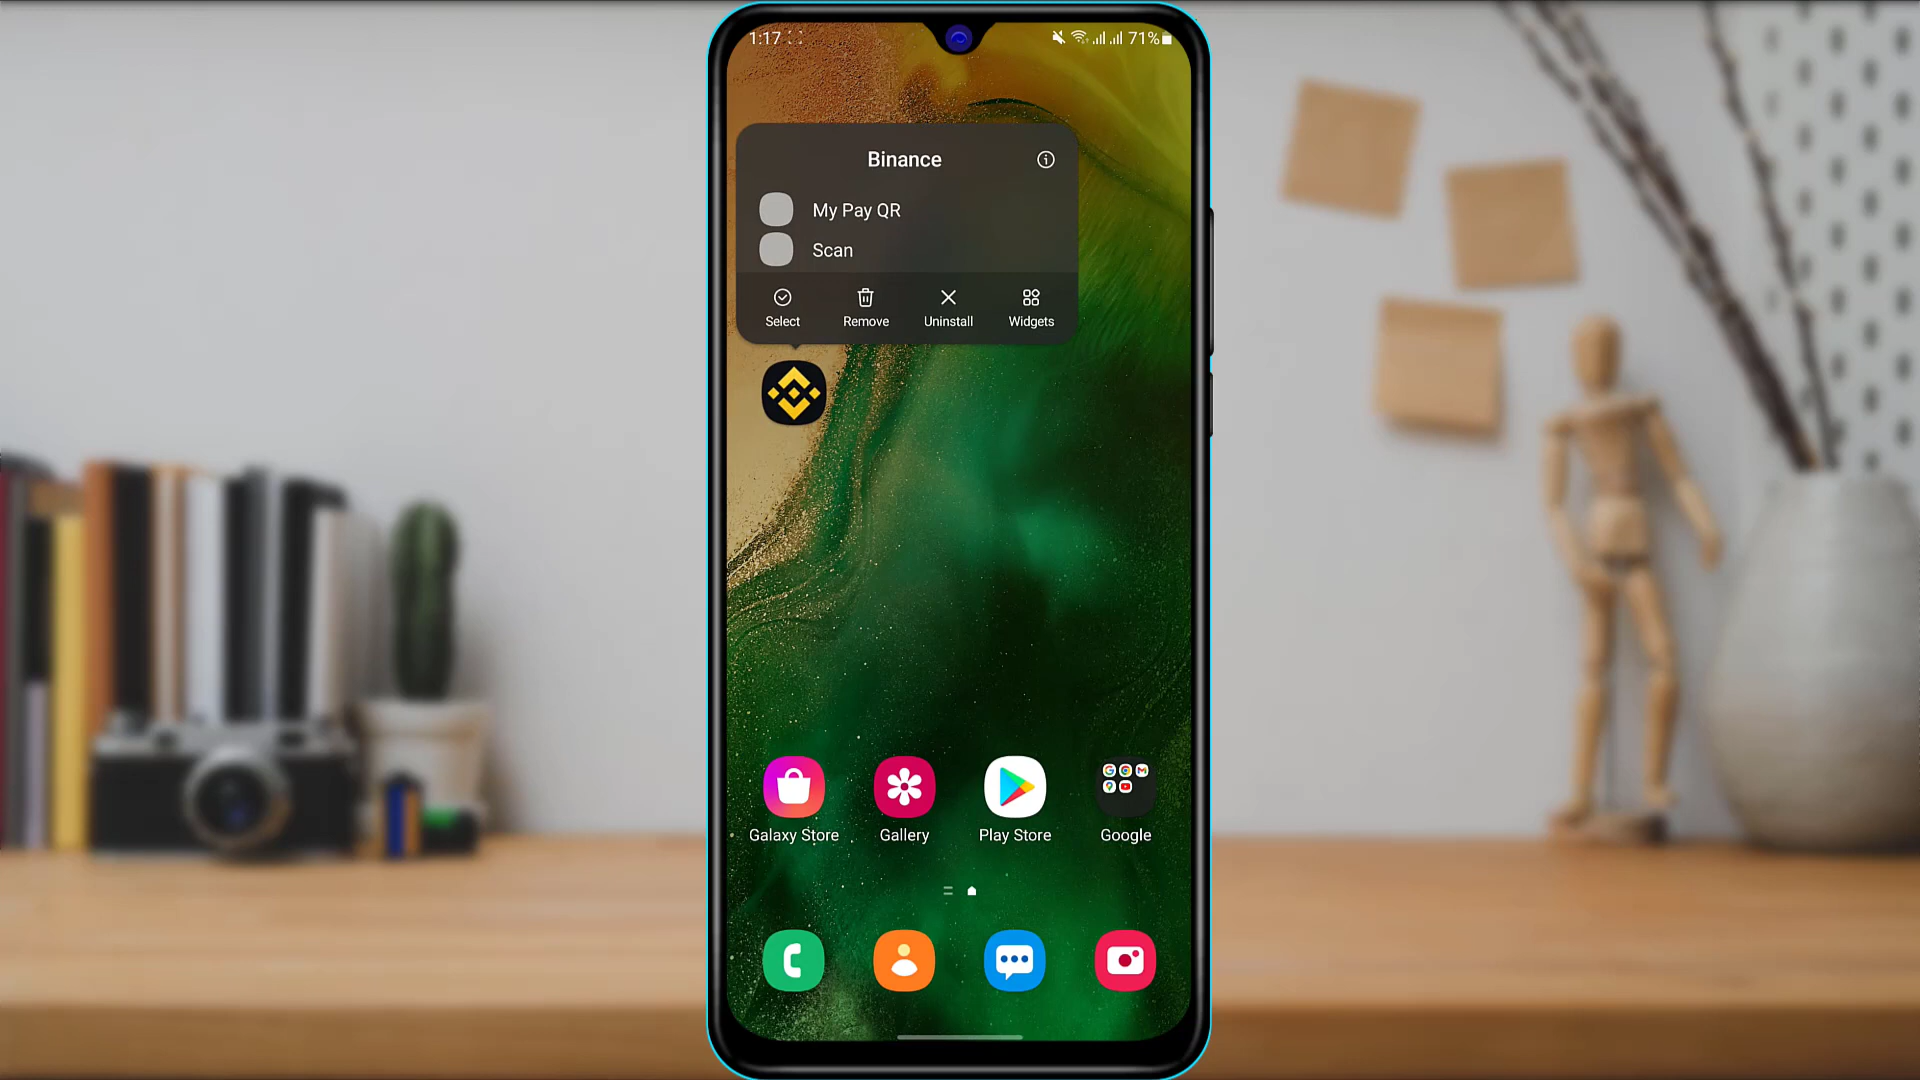 1:17
71%
Binance
My Pay QR
Scan
Select Remove Uninstall Widgets
Galaxy Store Gallery Play Store Google